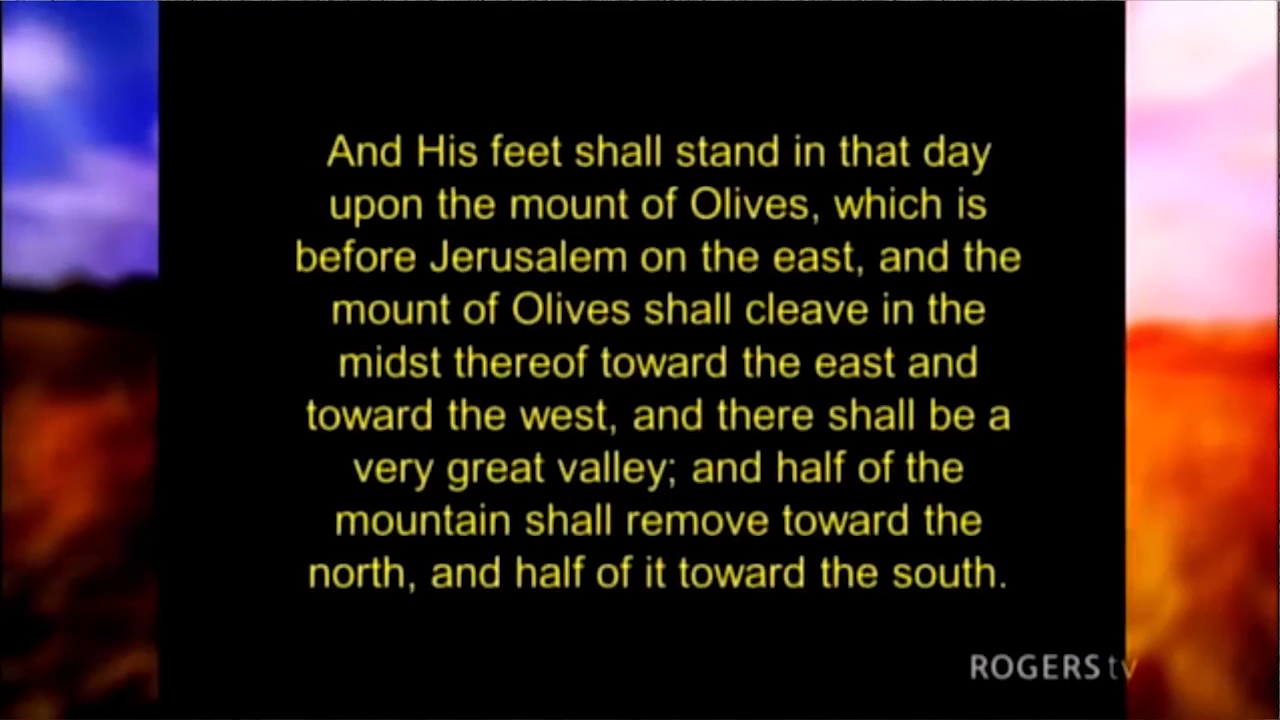 And His feet shall stand in that day
upon the mount of Olives, which is
before Jerusalem on the east, and the
mount of Olives shall cleave in the
midst thereof toward the east and
toward the west, and there shall be a
very great valley; and half of the
mountain shall remove toward the
north, and half of it toward the south.
ROGERS tv